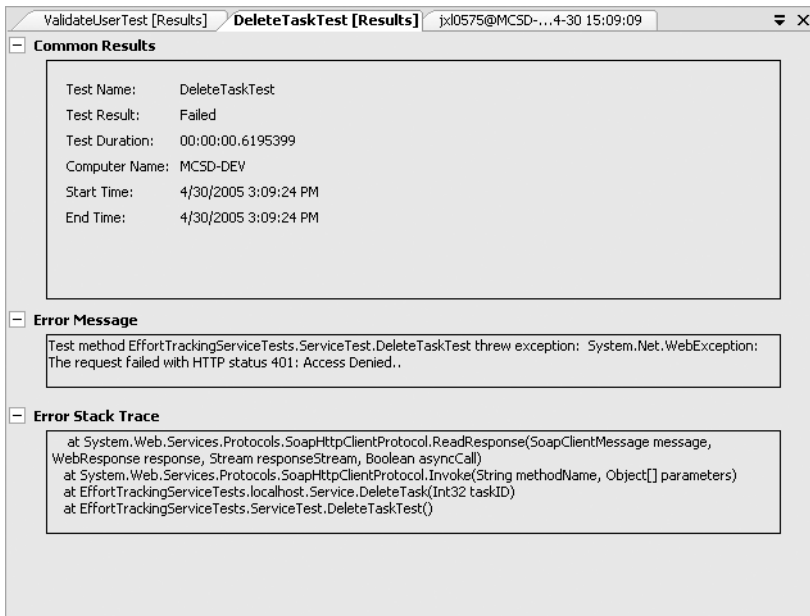 ValidateUserTest [Results] DeleteTaskTest [Results] jxl0575@MCSD-...4-30 15:09:09
Common Results
Test Name: DeleteTaskTest
Test Result: Failed
Test Duration: 00:00:00.6195399
Computer Name: MCSD-DEV
Start Time: 4/30/2005 3:09:24 PM
End Time: 4/30/2005 3:09:24 PM
Error Message
Test method EffortTrackingServiceTests.ServiceTest.DeleteTaskTest threw exception: System.Net.WebException:
The request failed with HTTP status 401: Access Denied..
Error Stack Trace
at System.Web.Services.Protocols.SoapHttpClientProtocol.ReadResponse(SoapClientMessage message,
WebResponse response, Stream responseStream, Boolean asyncCall)
at System.Web.Services.Protocols.SoapHttpClientProtocol.Invoke(String methodName, Object[] parameters)
at EffortTrackingServiceTests.localhost.Service.DeleteTask(Int32 taskID)
at EffortTrackingServiceTests.ServiceTest.DeleteTaskTest()